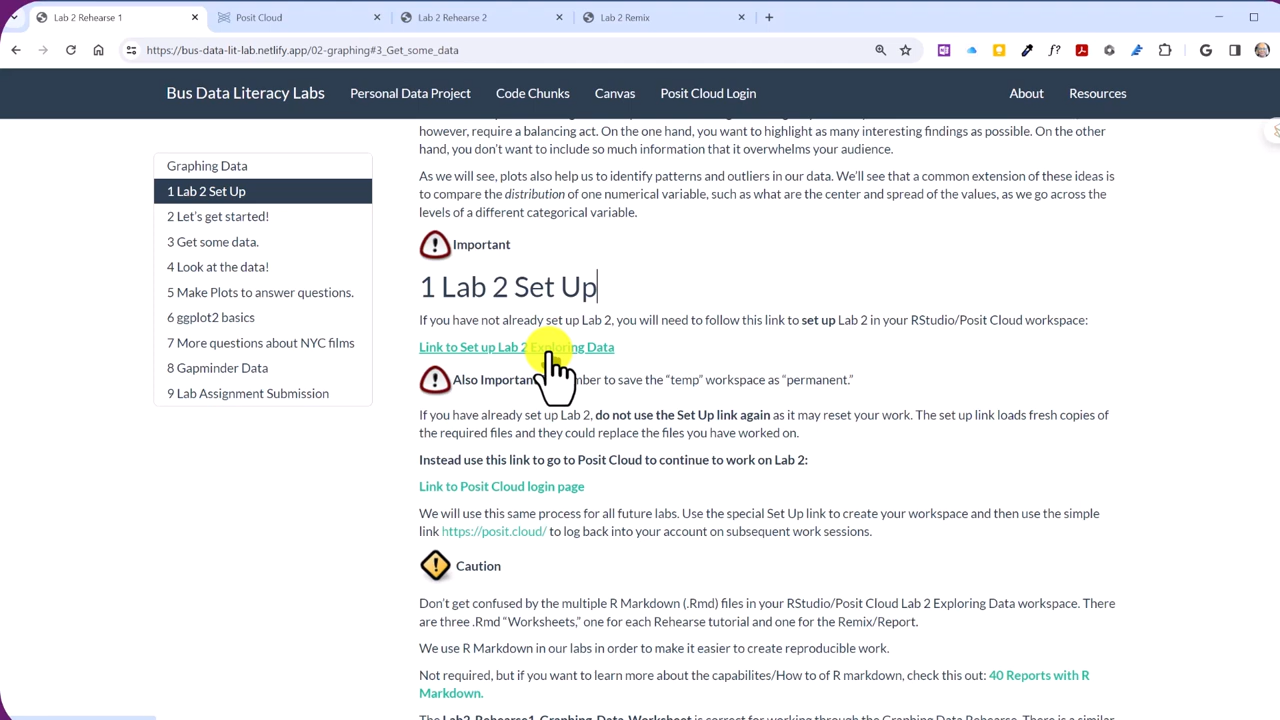 Lab 2 Rehearse 1
Posit Cloud
Lab 2 Rehearse 2
Lab 2 Remix
https://bus-data-lit-lab.netlify.app/02-graphing#3_Get_some_data
Bus Data Literacy Labs
Personal Data Project
Code Chunks
Canvas
Posit Cloud Login
About
Resources
Graphing Data
1 Lab 2 Set Up
2 Let's get started!
3 Get some data.
4 Look at the data!
5 Make Plots to answer questions.
6 ggplot2 basics
7 More questions about NYC films
8 Gapminder Data
9 Lab Assignment Submission
however, require a balancing act. On the one hand, you want to highlight as many interesting findings as possible. On the other
hand, you don't want to include so much information that it overwhelms your audience.
As we will see, plots also help us to identify patterns and outliers in our data. We'll see that a common extension of these ideas is
to compare the distribution of one numerical variable, such as what are the center and spread of the values, as we go across the
levels of a different categorical variable.
Important
1 Lab 2 Set Up
If you have not already set up Lab 2, you will need to follow this link to set up Lab 2 in your RStudio/Posit Cloud workspace:
Link to Set up Lab 2 Exploring Data
Also Important to save the "temp" workspace as "permanent."
If you have already set up Lab 2, do not use the Set Up link again as it may reset your work. The set up link loads fresh copies of
the required files and they could replace the files you have worked on.
Instead use this link to go to Posit Cloud to continue to work on Lab 2:
Link to Posit Cloud login page
We will use this same process for all future labs. Use the special Set Up link to create your workspace and then use the simple
link https://posit.cloud/ to log back into your account on subsequent work sessions.
Caution
Don't get confused by the multiple R Markdown (.Rmd) files in your RStudio/Posit Cloud Lab 2 Exploring Data workspace. There
are three .Rmd "Worksheets," one for each Rehearse tutorial and one for the Remix/Report.
We use R Markdown in our labs in order to make it easier to create reproducible work.
Not required, but if you want to learn more about the capabilites/How to of R markdown, check this out: 40 Reports with R
Markdown.
The Lab2_Rehearse1_Graphing_Data_Worksheet is correct for working through the Graphing Data Rehearse. There is a similar